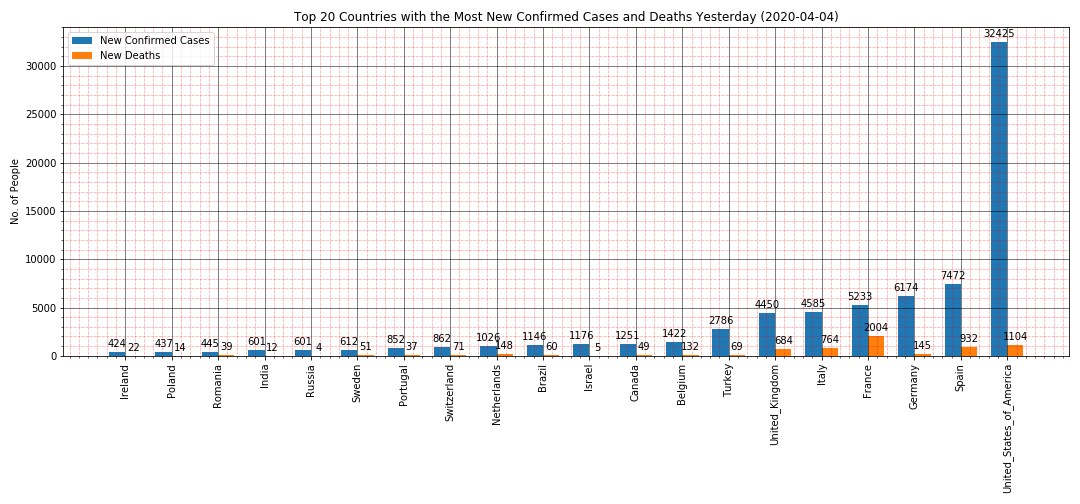 Top 20 Countries with the Most New Confirmed Cases and Deaths Yesterday (2020-04-04)
New Confirmed Cases
New Deaths
No. of People
30000
25000
20000
15000
10000
5000
0
424 22
437 14
445 39
601 12
601 4
612 51
852 37
862 71
1026 148
1146 60
1176 5
1251 49
1422 132
2786 69
4450 684
4585 764
5233 2004
6174 145
7472 932
32425 1104
Ireland
Poland
Romania
India
Russia
Sweden
Portugal
Switzerland
Netherlands
Brazil
Israel
Canada
Belgium
Turkey
United_Kingdom
Italy
France
Germany
Spain
United_States_of_America